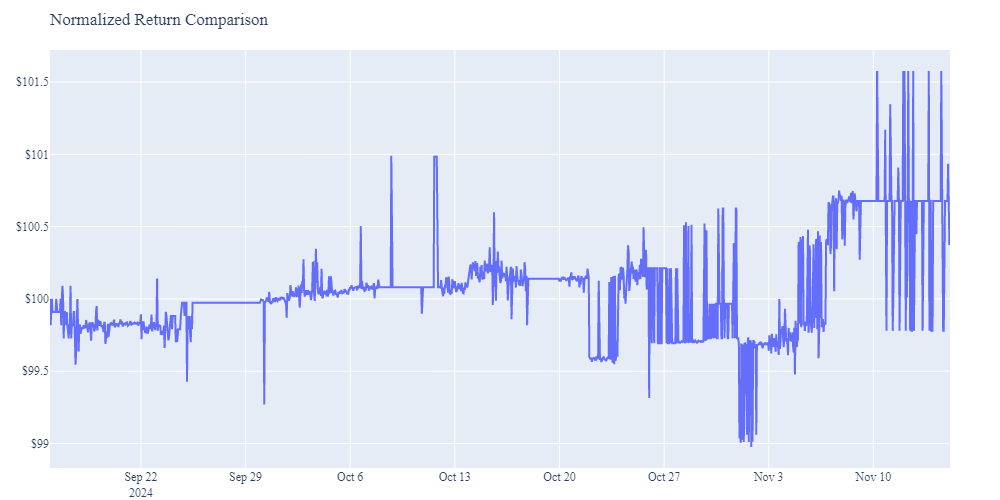 Normalized Return Comparison
$101.5
$101
$100.5
$100
$99.5
$99
Sep 22
2024
Sep 29
Oct 6
Oct 13
Oct 20
Oct 27
Nov 3
Nov 10